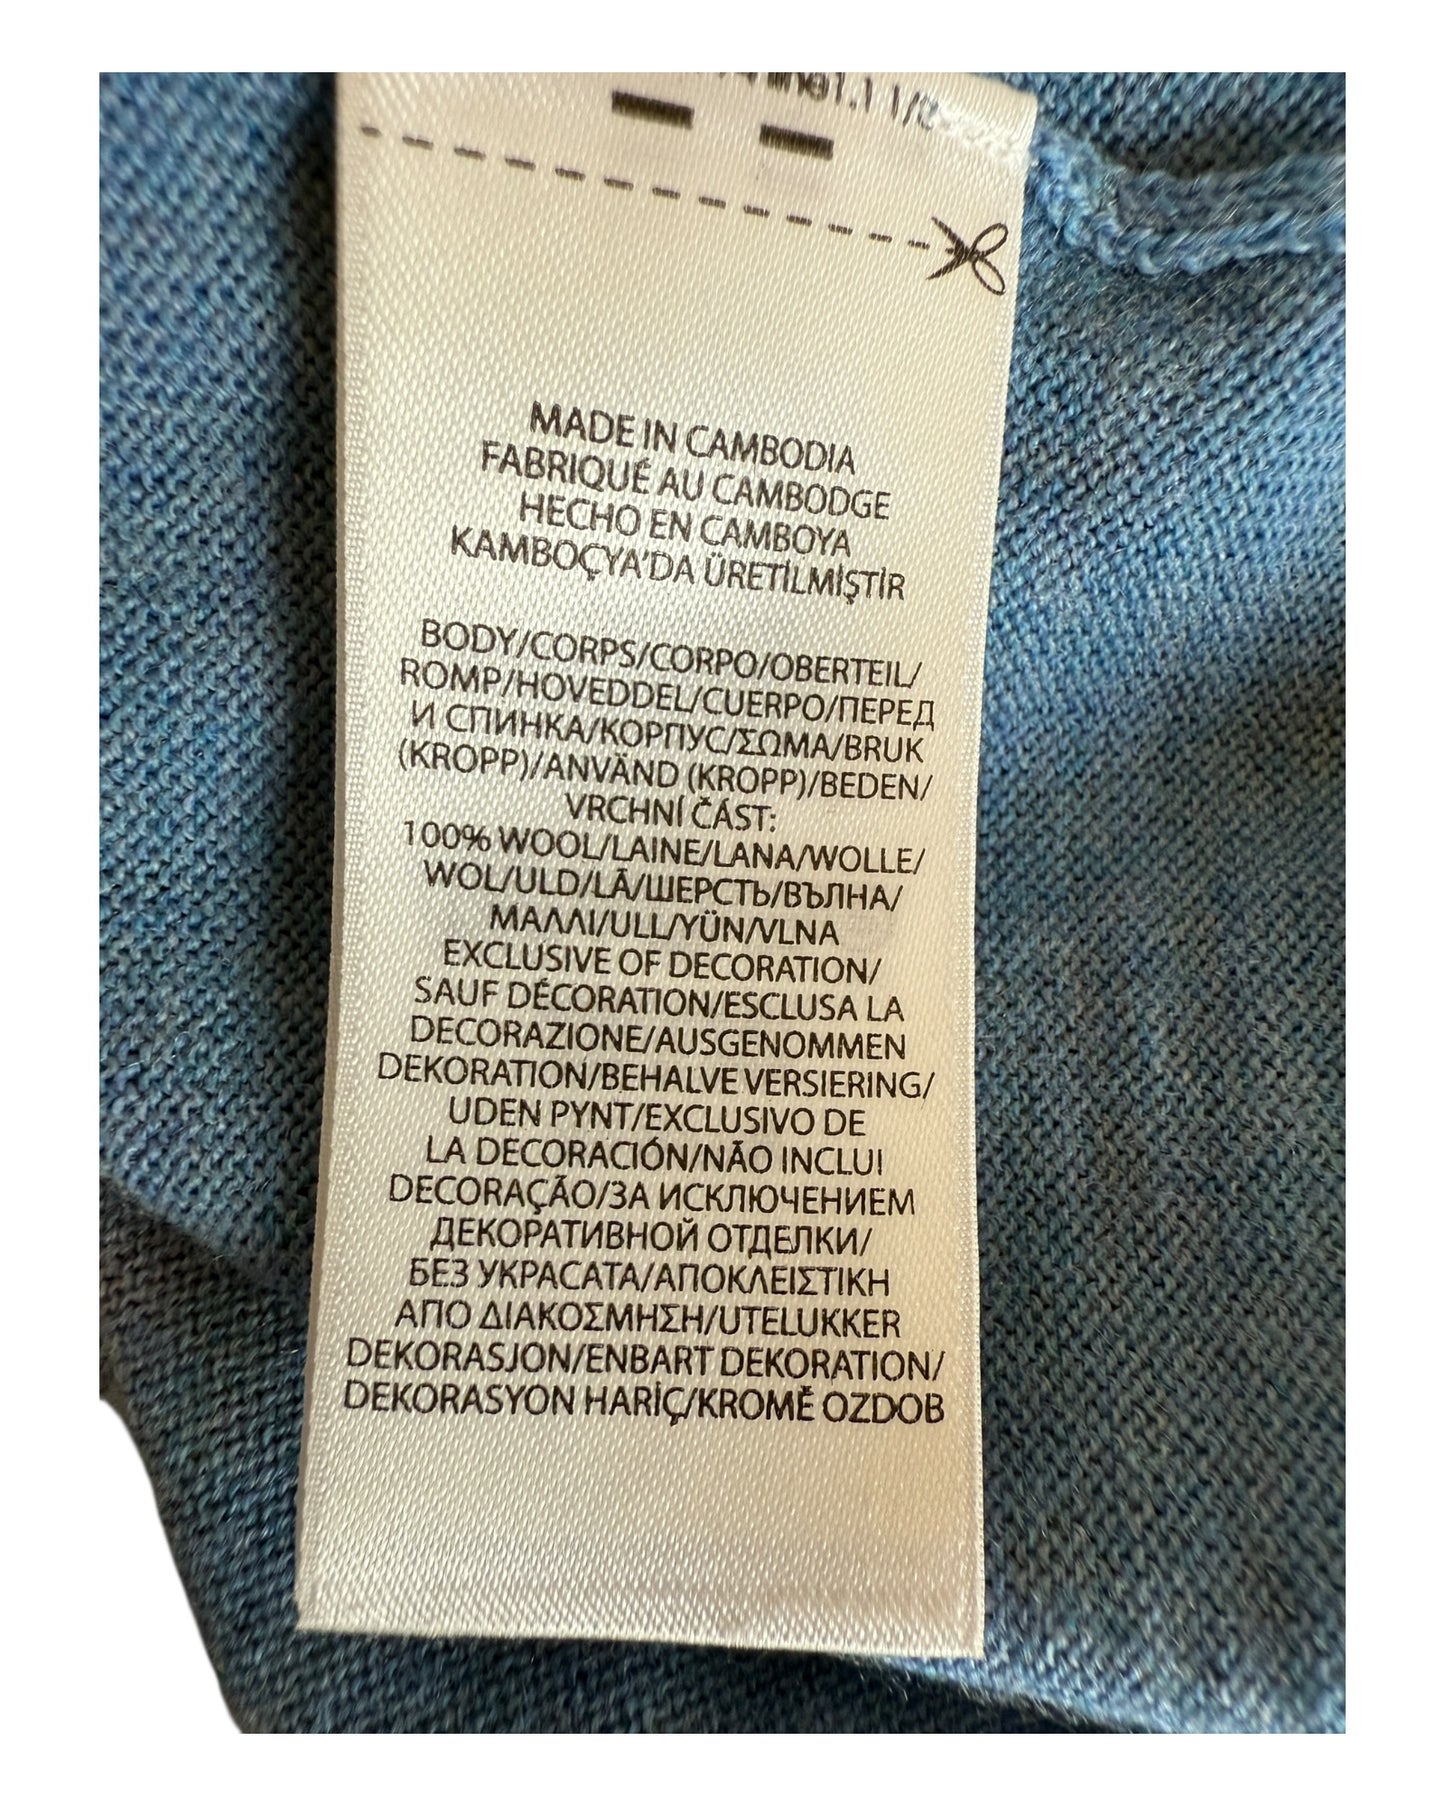 MADE IN CAMBODIA
FABRIQUÉ AU CAMBODGE
HECHO EN CAMBOYA
KAMBOÇYA'DA ÜRETİLMİŞTİR
BODY/CORPS/CORPO/OBERTEIL/
ROMP/HOVEDDEL/CUERPO/ПЕРЕД
И СПИНКА/КОРПУС/ΣΩΜΑ/BRUK
(KROPP)/ANVÄND (KROPP)/BEDEN/
VRCHNÍ ČÁST:
100% WOOL/LAINE/LANA/WOLLE/
WOL/ULD/LÃ/ШЕРСТЬ/ВЪЛНА/
ΜΑΛΛΙ/ULL/YÜN/VLNA
EXCLUSIVE OF DECORATION/
SAUF DÉCORATION/ESCLUSA LA
DECORAZIONE/AUSGENOMMEN
DEKORATION/BEHALVE VERSIERING/
UDEN PYNT/EXCLUSIVO DE
LA DECORACIÓN/NÃO INCLUI
DECORAÇÃO/ЗА ИСКЛЮЧЕНИЕМ
ДЕКОРАТИВНОЙ ОТДЕЛКИ/
БЕЗ УКРАСАТА/ΑΠΟΚΛΕΙΣΤΙΚΗ
ΑΠΟ ΔΙΑΚΟΣΜΗΣΗ/UTELUKKER
DEKORASJON/ENBART DEKORATION/
DEKORASYON HARİÇ/KROMĚ OZDOB